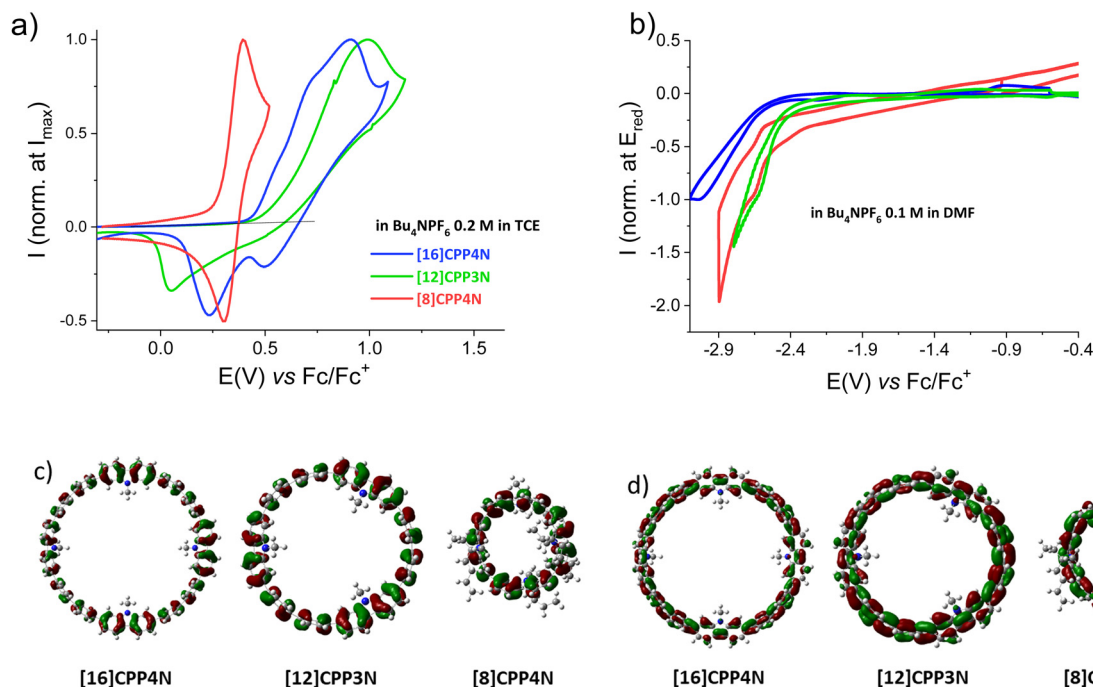 a)
I (norm. at Imax)
1.0
0.5
0.0
-0.5
in Bu4NPF6 0.2 M in TCE
[16]CPP4N
[12]CPP3N
[8]CPP4N
0.0 0.5 1.0 1.5
E(V) vs Fc/Fc+
b)
I (norm. at Ered)
0.5
0.0
-0.5
-1.0
-1.5
-2.0
in Bu4NPF6 0.1 M in DMF
-2.9 -2.4 -1.9 -1.4 -0.9 -0.4
E(V) vs Fc/Fc+
c)
[16]CPP4N [12]CPP3N [8]CPP4N
d)
[16]CPP4N [12]CPP3N [8]